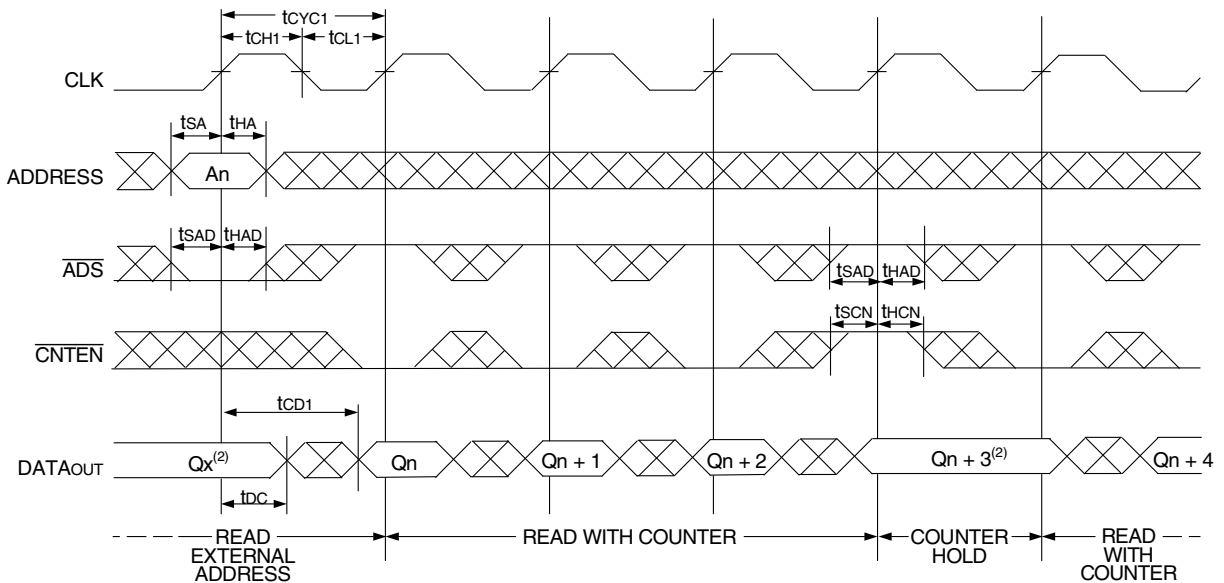 tCYC1
tCH1 tCL1
CLK
tSA tHA
ADDRESS An
tSAD tHAD
ADS
tSAD tHAD
tSCN tHCN
CNTEN
tCD1
DATAOUT Qx(2) Qn Qn + 1 Qn + 2 Qn + 3(2) Qn + 4
tDC
READ EXTERNAL ADDRESS
READ WITH COUNTER
COUNTER HOLD
READ WITH COUNTER